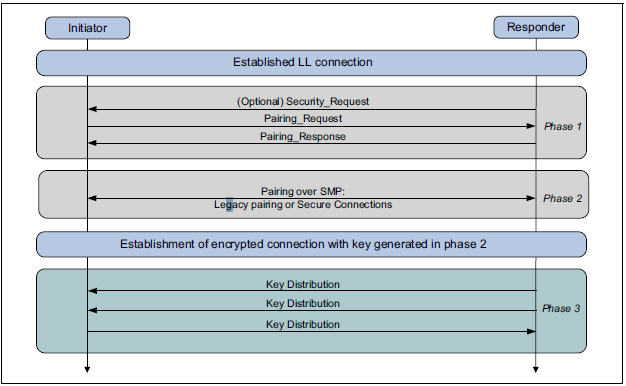 Initiator
Responder
Established LL connection
(Optional) Security_Request
Pairing_Request
Phase 1
Pairing_Response
Pairing over SMP:
Phase 2
Legacy pairing or Secure Connections
Establishment of encrypted connection with key generated in phase 2
Key Distribution
Key Distribution
Phase 3
Key Distribution